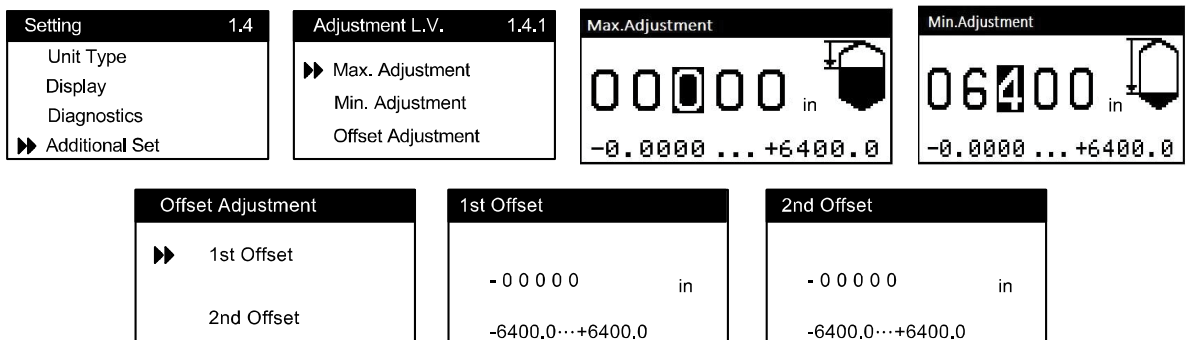 Setting 1.4
Unit Type
Display
Diagnostics
Additional Set
Adjustment L.V. 1.4.1
Max. Adjustment
Min. Adjustment
Offset Adjustment
Max.Adjustment
00000 in
-0.0000 ... +6400.0
Min.Adjustment
06400 in
-0.0000 ... +6400.0
Offset Adjustment
1st Offset
2nd Offset
1st Offset
-00000 in
-6400.0···+6400.0
2nd Offset
-00000 in
-6400.0···+6400.0